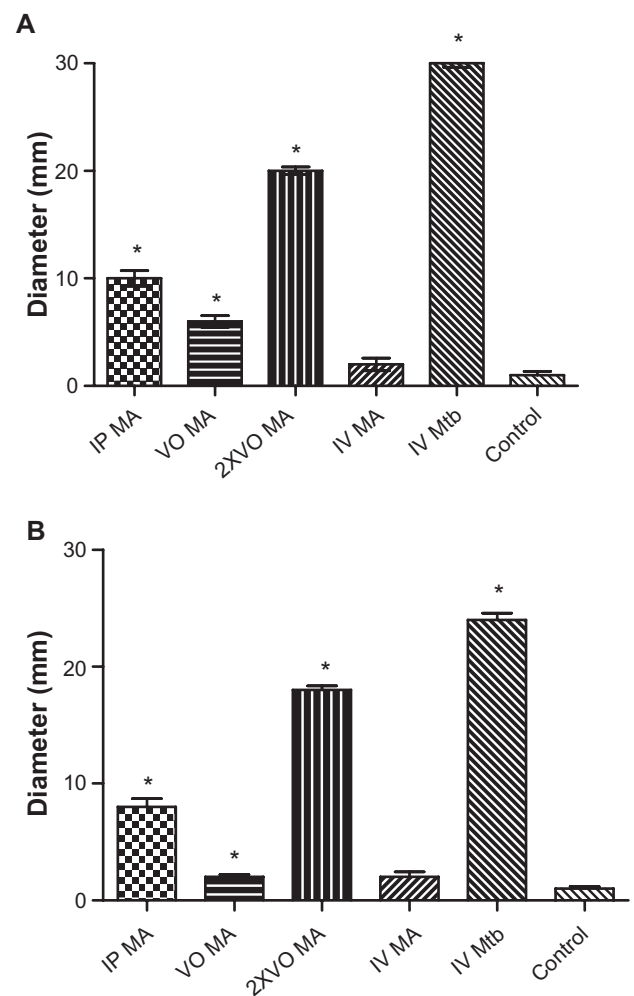 A
*
30
*
20
Diameter (mm)
*
10
*
0
IP MA
VO MA
2XVO MA
IV MA
IV Mtb
Control
B
30
*
20
*
Diameter (mm)
10
*
*
0
IP MA
VO MA
2XVO MA
IV MA
IV Mtb
Control